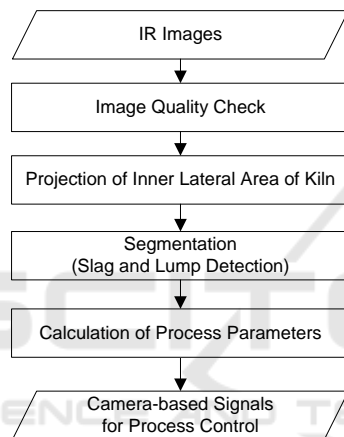 IR Images
Image Quality Check
Projection of Inner Lateral Area of Kiln
Segmentation
(Slag and Lump Detection)
Calculation of Process Parameters
Camera-based Signals
for Process Control